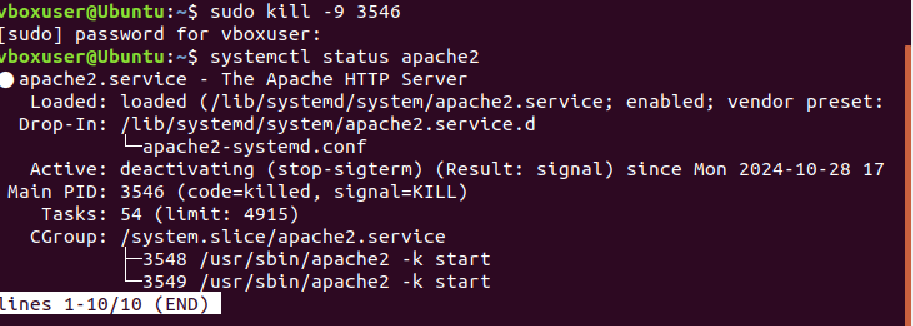 vboxuser@Ubuntu:~$ sudo kill -9 3546
[sudo] password for vboxuser:
vboxuser@Ubuntu:~$ systemctl status apache2
●apache2.service - The Apache HTTP Server
   Loaded: loaded (/lib/systemd/system/apache2.service; enabled; vendor preset:
  Drop-In: /lib/systemd/system/apache2.service.d
           └─apache2-systemd.conf
   Active: deactivating (stop-sigterm) (Result: signal) since Mon 2024-10-28 17
 Main PID: 3546 (code=killed, signal=KILL)
    Tasks: 54 (limit: 4915)
   CGroup: /system.slice/apache2.service
           ├─3548 /usr/sbin/apache2 -k start
           └─3549 /usr/sbin/apache2 -k start
lines 1-10/10 (END)